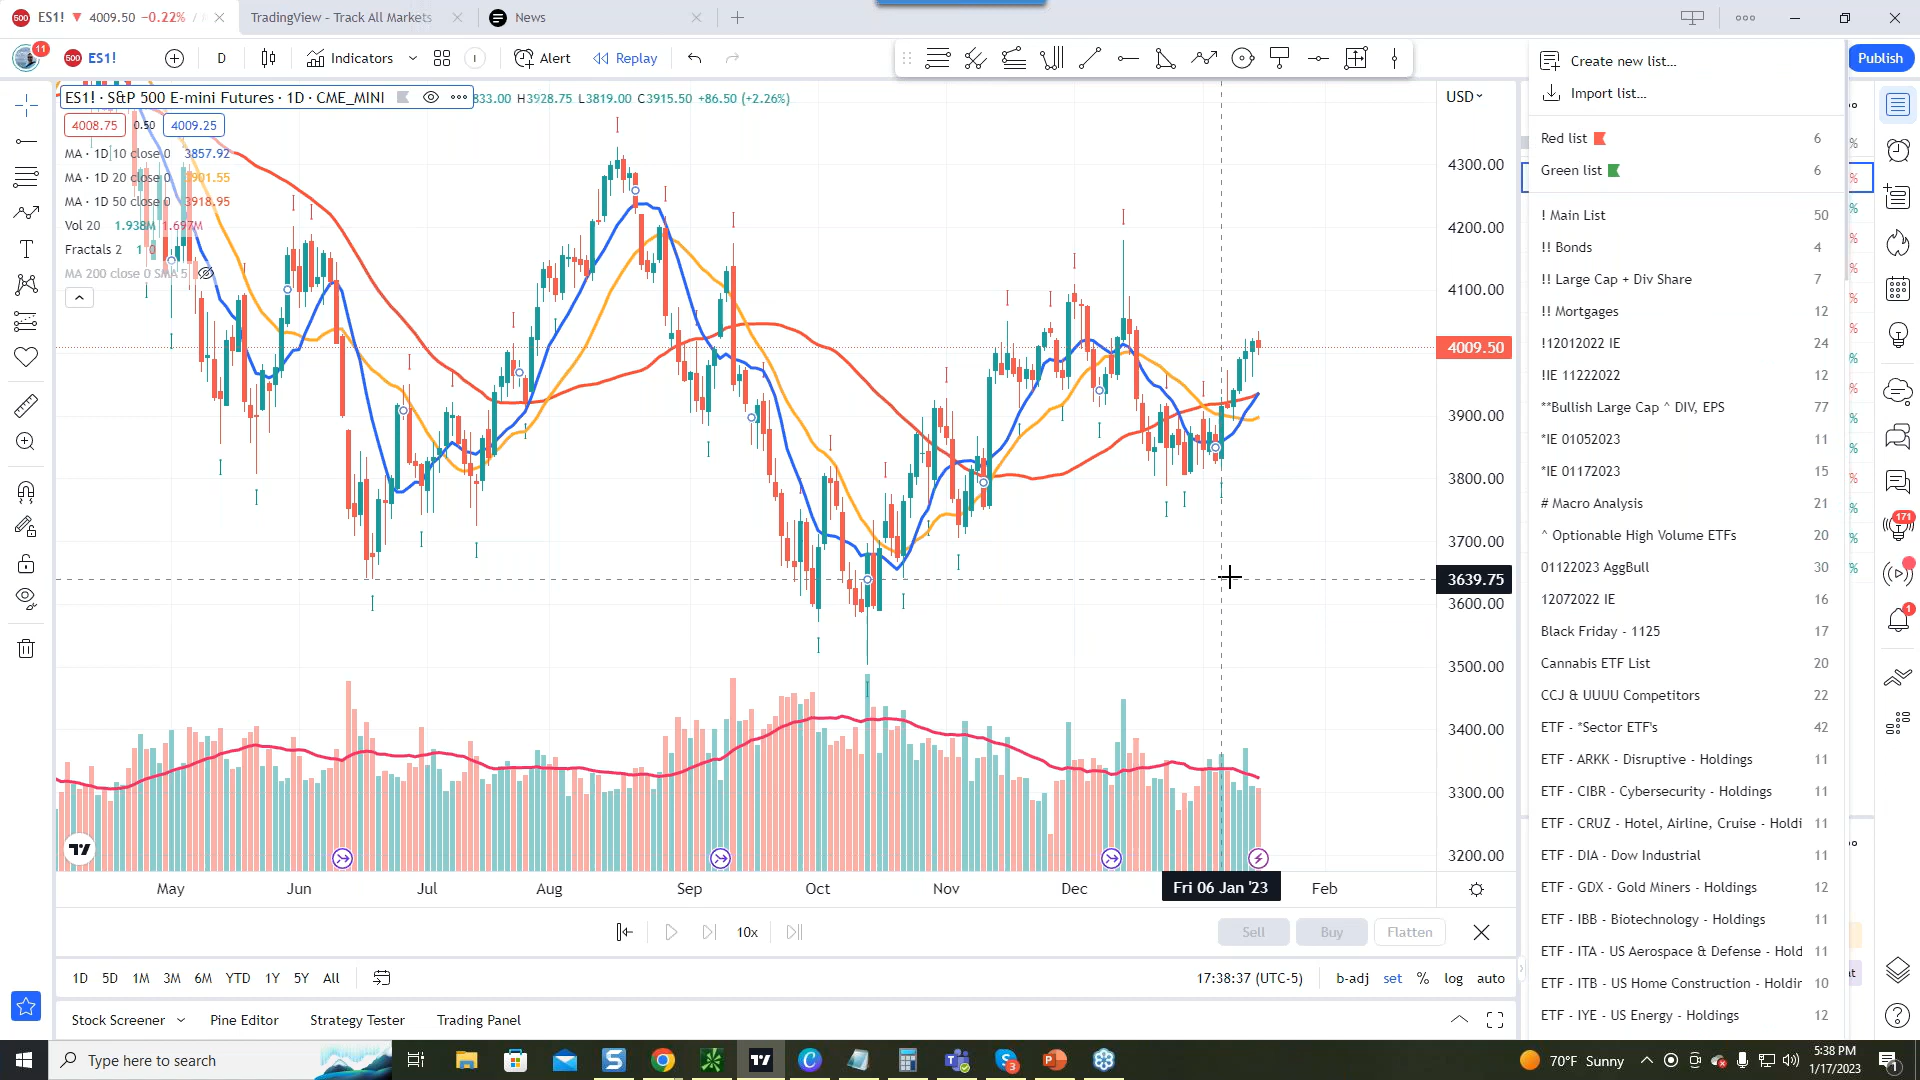 ES1! ▼ 4009.50 −0.22% /
TradingView - Track All Markets
News
11
500 ES1!
D
Indicators
Alert
Replay
Publish
ES1! · S&P 500 E-mini Futures · 1D · CME_MINI
833.00 H3928.75 L3819.00 C3915.50 +86.50 (+2.26%)
USD
4008.75 0.50 4009.25
MA · 1D 10 close 0 3857.92
MA · 1D 20 close 0 3901.55
MA · 1D 50 close 0 3918.95
Vol 20 1.938M 1.697M
Fractals 2 1 0
MA 200 close 0 SMA 5
4300.00
4200.00
4100.00
4009.50
3900.00
3800.00
3700.00
3639.75
3600.00
3500.00
3400.00
3300.00
3200.00
May Jun Jul Aug Sep Oct Nov Dec Fri 06 Jan '23 Feb
10x
Sell Buy Flatten
1D 5D 1M 3M 6M YTD 1Y 5Y All
17:38:37 (UTC-5) b-adj set % log auto
Stock Screener Pine Editor Strategy Tester Trading Panel
Create new list...
Import list...
Red list 6
Green list 6
! Main List 50
!! Bonds 4
!! Large Cap + Div Share 7
!! Mortgages 12
!12012022 IE 24
!IE 11222022 12
**Bullish Large Cap ^ DIV, EPS 77
*IE 01052023 11
*IE 01172023 15
# Macro Analysis 21
^ Optionable High Volume ETFs 20
01122023 AggBull 30
12072022 IE 16
Black Friday - 1125 17
Cannabis ETF List 20
CCJ & UUUU Competitors 22
ETF - *Sector ETF's 42
ETF - ARKK - Disruptive - Holdings 11
ETF - CIBR - Cybersecurity - Holdings 11
ETF - CRUZ - Hotel, Airline, Cruise - Holdi 11
ETF - DIA - Dow Industrial 11
ETF - GDX - Gold Miners - Holdings 12
ETF - IBB - Biotechnology - Holdings 11
ETF - ITA - US Aerospace & Defense - Hold 11
ETF - ITB - US Home Construction - Holdir 10
ETF - IYE - US Energy - Holdings 12
171
1
Type here to search
70°F Sunny
5:38 PM
1/17/2023